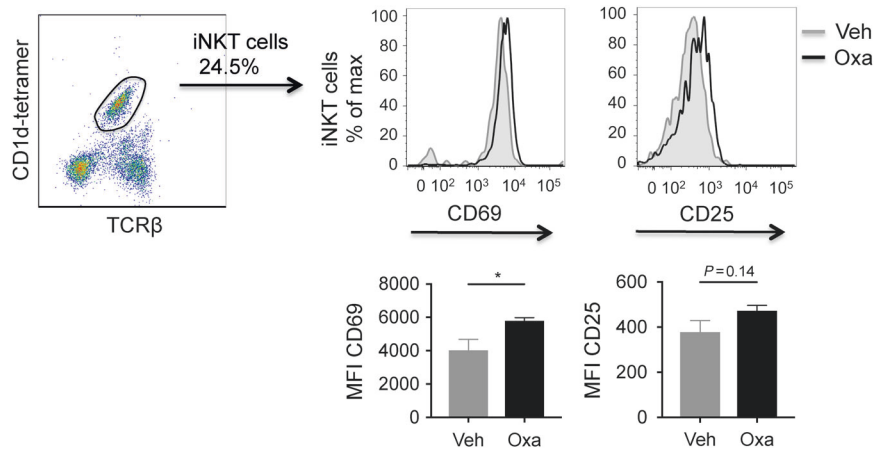 CD1d-tetramer
TCRβ
iNKT cells
24.5%
iNKT cells
% of max
100
80
60
40
20
0
0 10² 10³ 10⁴ 10⁵
CD69
100
80
60
40
20
0
0 10² 10³ 10⁴ 10⁵
CD25
Veh
Oxa
MFI CD69
8000
6000
4000
2000
0
*
Veh Oxa
MFI CD25
600
400
200
0
P = 0.14
Veh Oxa